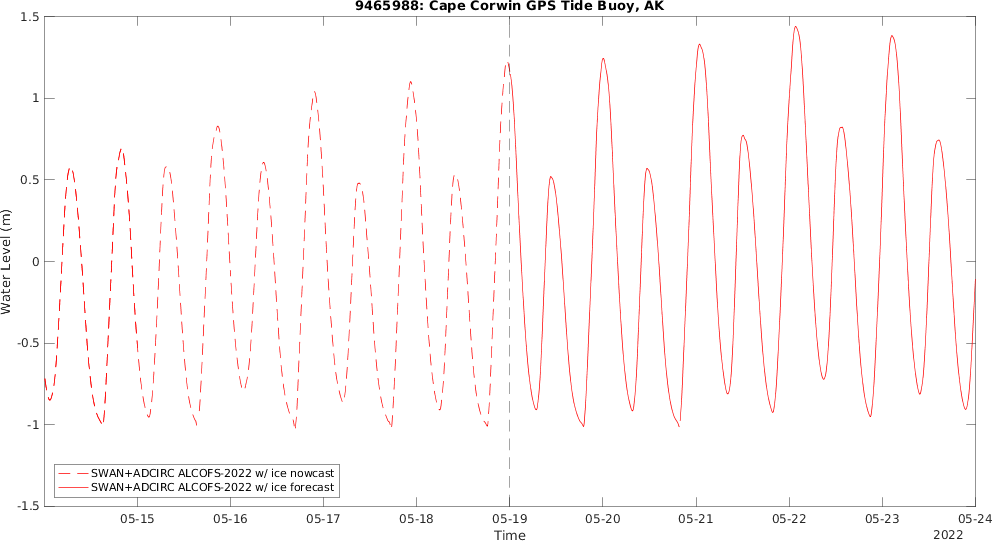 9465988: Cape Corwin GPS Tide Buoy, AK
1.5
1
0.5
0
-0.5
-1
-1.5
Water Level (m)
SWAN+ADCIRC ALCOFS-2022 w/ ice nowcast
SWAN+ADCIRC ALCOFS-2022 w/ ice forecast
05-15 05-16 05-17 05-18 05-19 05-20 05-21 05-22 05-23 05-24
Time
2022